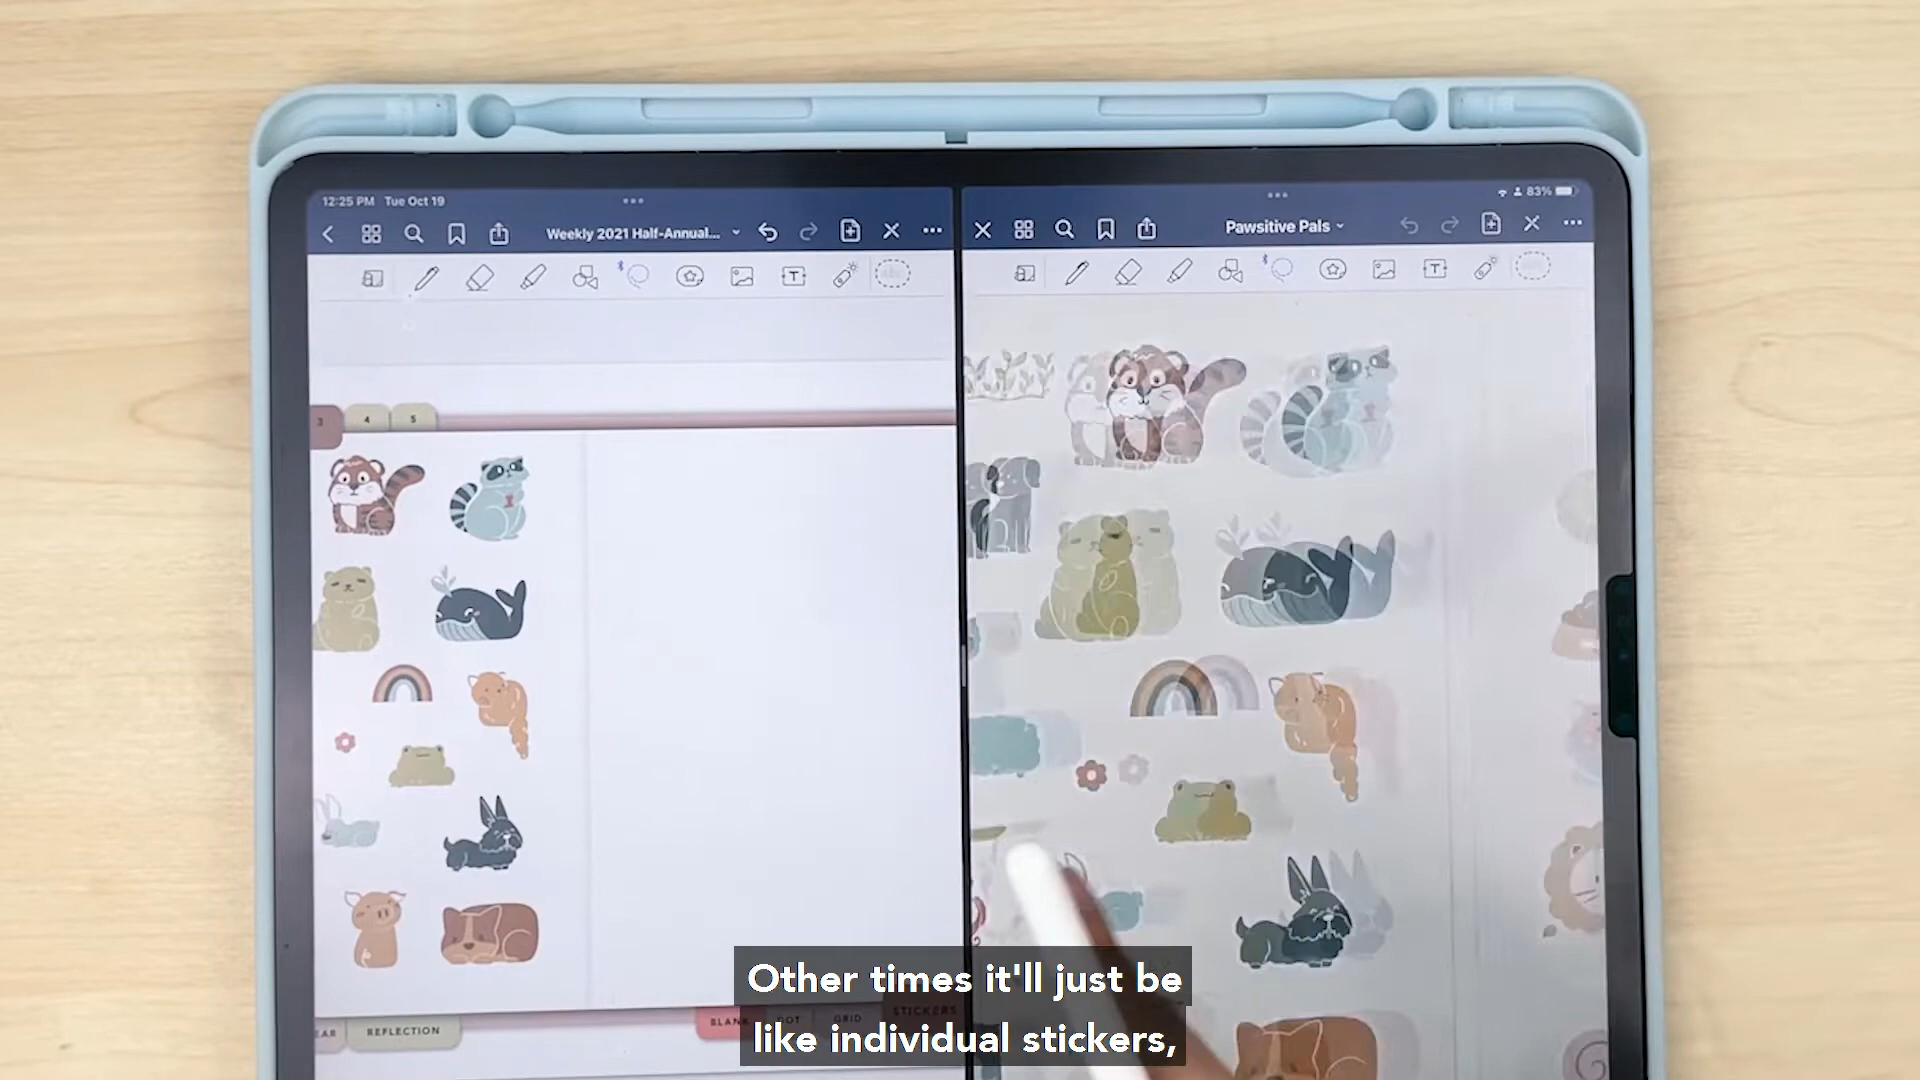 12:25 PM Tue Oct 19
83%
Weekly 2021 Half-Annual...
Pawsitive Pals
T
T
3
4
5
REFLECTION
BLANK
DOT
GRID
STICKERS
Other times it'll just be
like individual stickers,